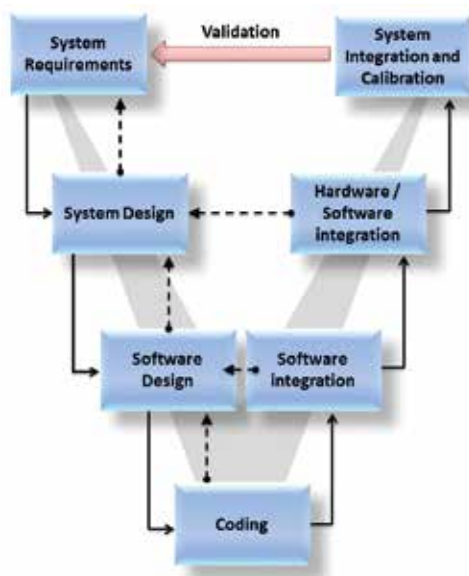 System
Requirements
Validation
System
Integration and
Calibration
System Design
Hardware /
Software
integration
Software
Design
Software
integration
Coding